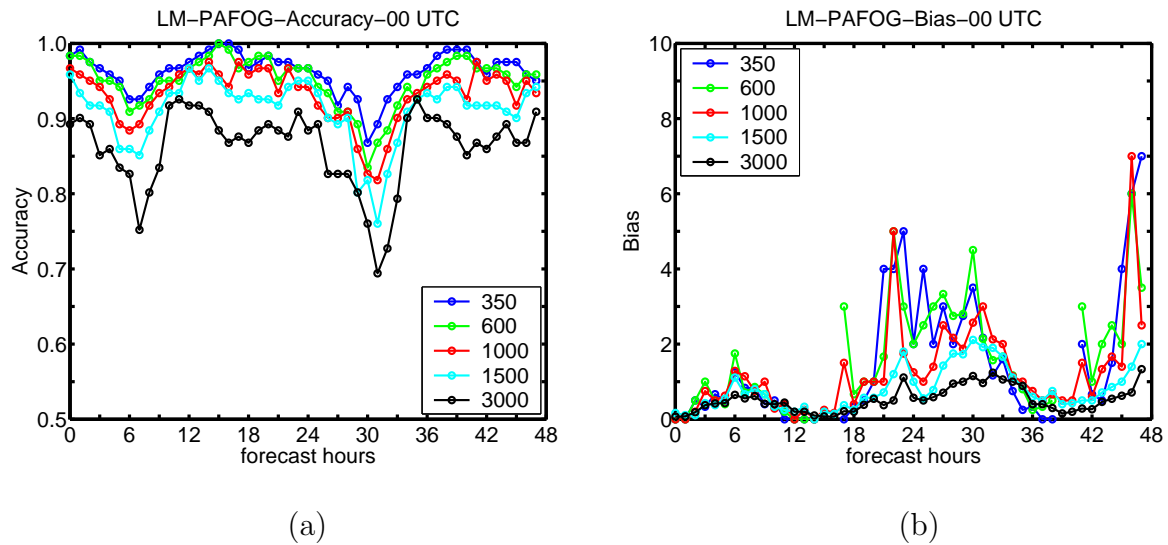 LM−PAFOG−Accuracy−00 UTC
1.0
0.9
0.8
0.7
0.6
0.5
Accuracy
0 6 12 18 24 30 36 42 48
forecast hours
350
600
1000
1500
3000
(a)
LM−PAFOG−Bias−00 UTC
10
8
6
4
2
0
Bias
0 6 12 18 24 30 36 42 48
forecast hours
350
600
1000
1500
3000
(b)